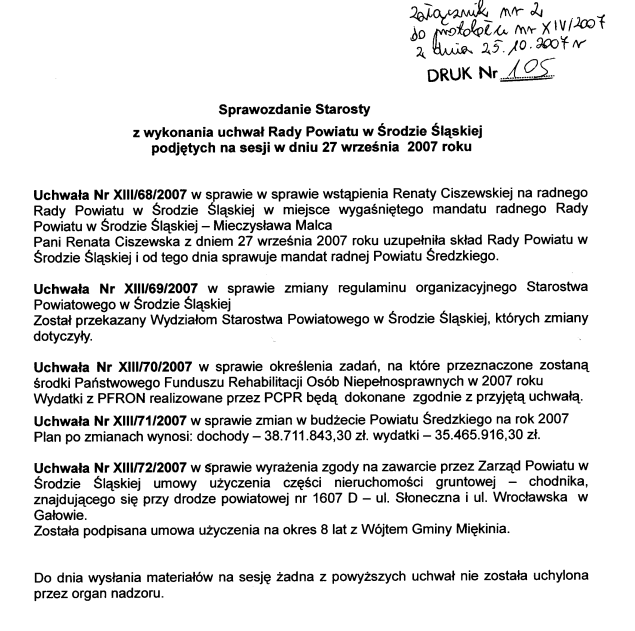 załącznik nr 2
do protokołu nr XIV/2007
z dnia 25.10.2007 r
DRUK Nr 105
Sprawozdanie Starosty
z wykonania uchwał Rady Powiatu w Środzie Śląskiej
podjętych na sesji w dniu 27 września 2007 roku
Uchwała Nr XIII/68/2007 w sprawie w sprawie wstąpienia Renaty Ciszewskiej na radnego
Rady Powiatu w Środzie Śląskiej w miejsce wygaśniętego mandatu radnego Rady
Powiatu w Środzie Śląskiej – Mieczysława Malca
Pani Renata Ciszewska z dniem 27 września 2007 roku uzupełniła skład Rady Powiatu w
Środzie Śląskiej i od tego dnia sprawuje mandat radnej Powiatu Średzkiego.
Uchwała Nr XIII/69/2007 w sprawie zmiany regulaminu organizacyjnego Starostwa
Powiatowego w Środzie Śląskiej
Został przekazany Wydziałom Starostwa Powiatowego w Środzie Śląskiej, których zmiany
dotyczyły.
Uchwała Nr XIII/70/2007 w sprawie określenia zadań, na które przeznaczone zostaną
środki Państwowego Funduszu Rehabilitacji Osób Niepełnosprawnych w 2007 roku
Wydatki z PFRON realizowane przez PCPR będą dokonane zgodnie z przyjętą uchwałą.
Uchwała Nr XIII/71/2007 w sprawie zmian w budżecie Powiatu Średzkiego na rok 2007
Plan po zmianach wynosi: dochody – 38.711.843,30 zł. wydatki – 35.465.916,30 zł.
Uchwała Nr XIII/72/2007 w sprawie wyrażenia zgody na zawarcie przez Zarząd Powiatu w
Środzie Śląskiej umowy użyczenia części nieruchomości gruntowej – chodnika,
znajdującego się przy drodze powiatowej nr 1607 D – ul. Słoneczna i ul. Wrocławska w
Gałowie.
Została podpisana umowa użyczenia na okres 8 lat z Wójtem Gminy Miękinia.
Do dnia wysłania materiałów na sesję żadna z powyższych uchwał nie została uchylona
przez organ nadzoru.